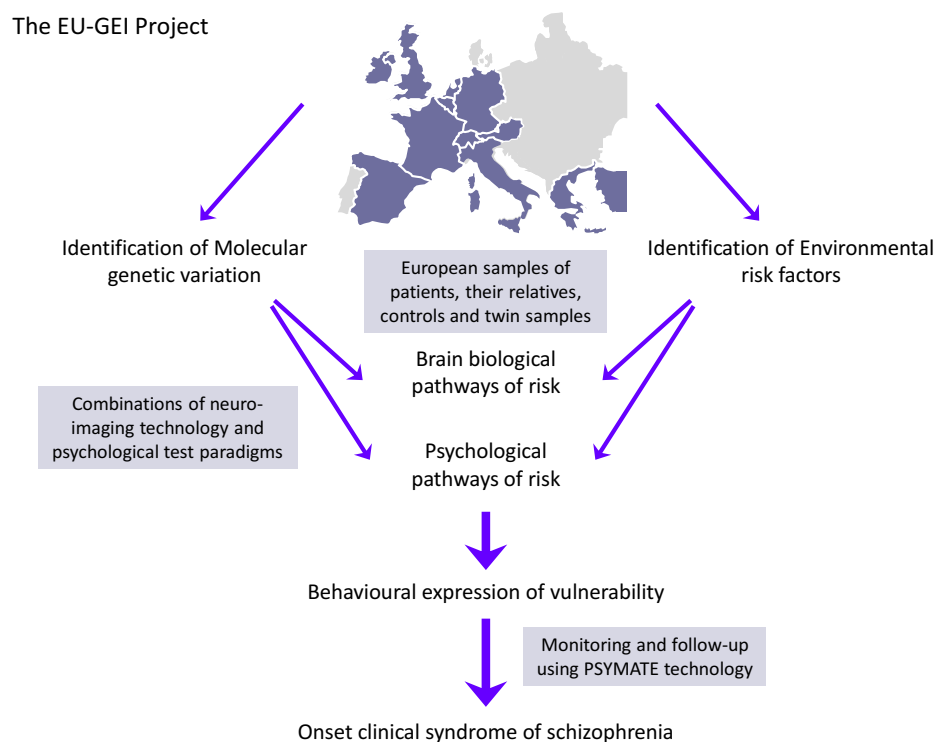 The EU-GEI Project
Identification of Molecular
genetic variation
Identification of Environmental
risk factors
European samples of
patients, their relatives,
controls and twin samples
Brain biological
pathways of risk
Combinations of neuro-
imaging technology and
psychological test paradigms
Psychological
pathways of risk
Behavioural expression of vulnerability
Monitoring and follow-up
using PSYMATE technology
Onset clinical syndrome of schizophrenia